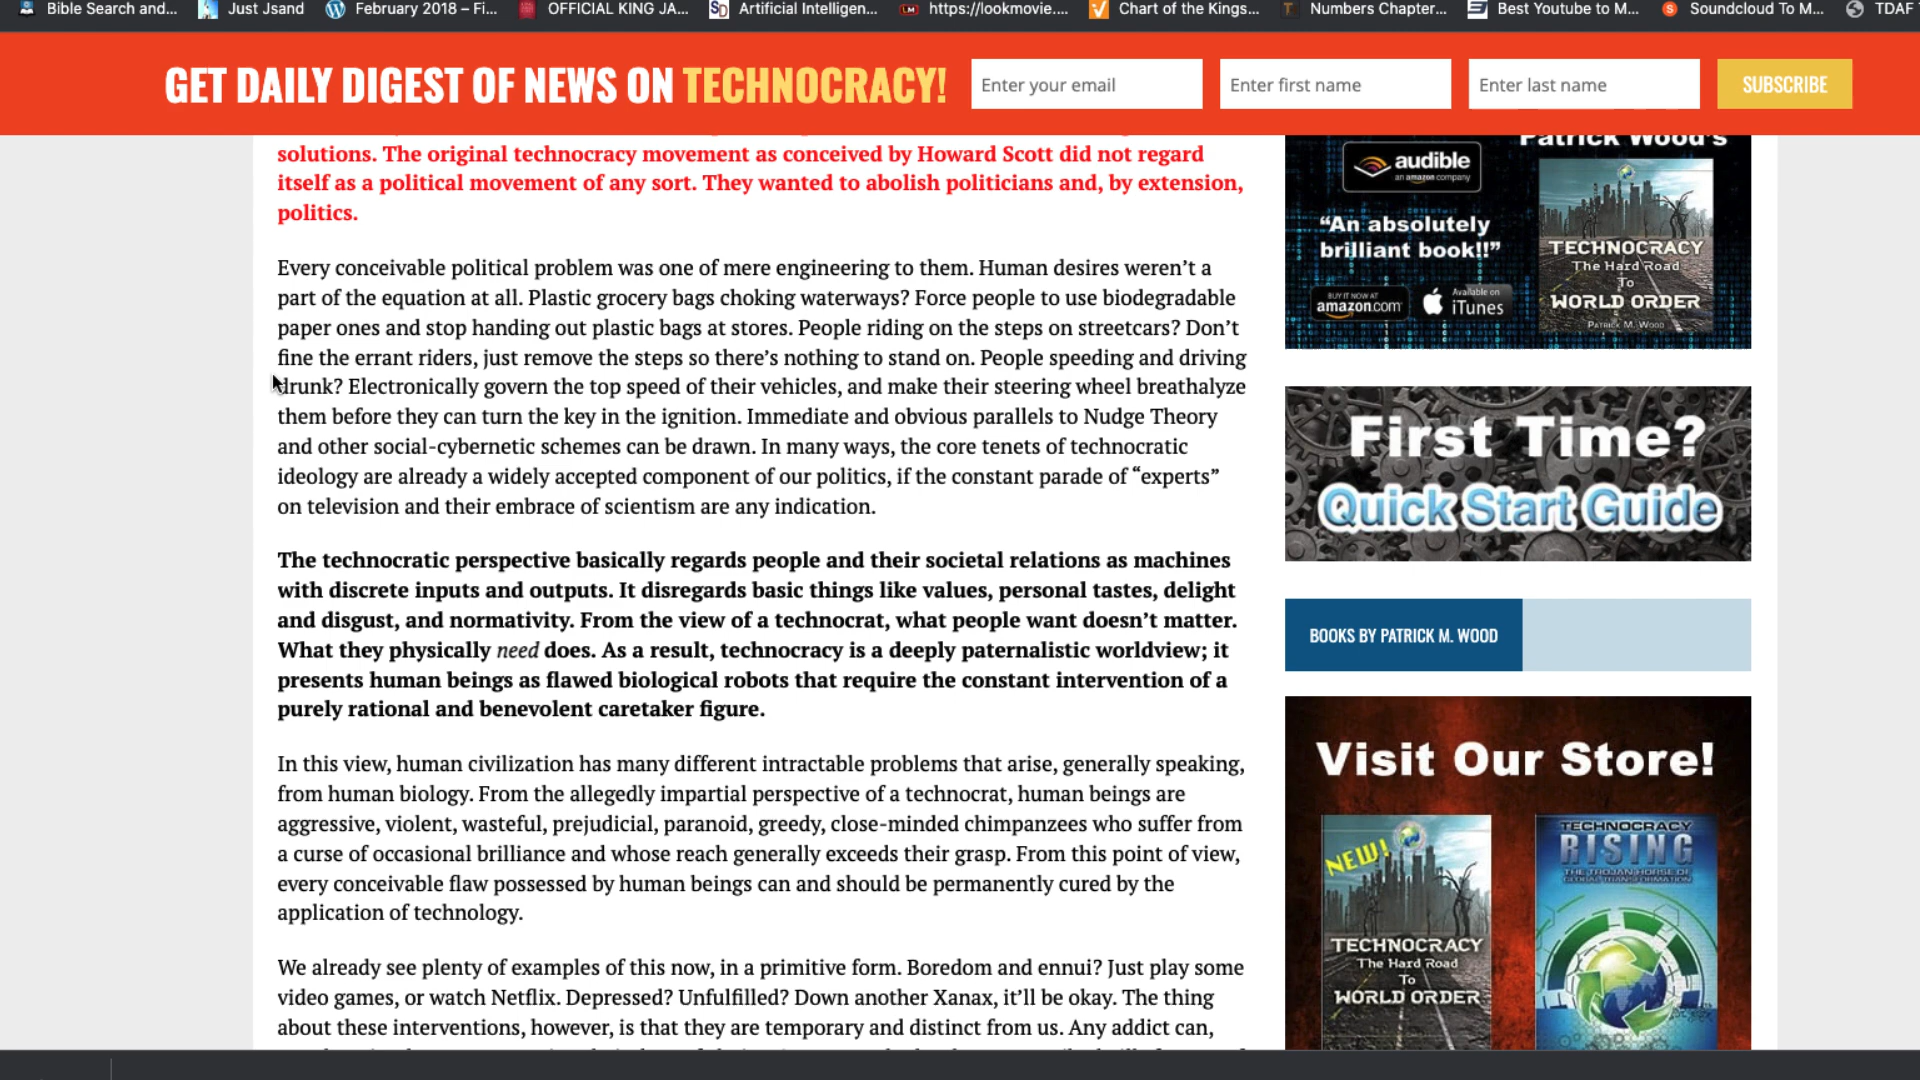 Bible Search and...
Just Jsand
February 2018 – Fi...
OFFICIAL KING JA...
Artificial Intelligen...
https://lookmovie....
Chart of the Kings...
Numbers Chapter...
Best Youtube to M...
Soundcloud To M...
TDAF
GET DAILY DIGEST OF NEWS ON TECHNOCRACY!
Enter your email
Enter first name
Enter last name
SUBSCRIBE
solutions. The original technocracy movement as conceived by Howard Scott did not regard
itself as a political movement of any sort. They wanted to abolish politicians and, by extension,
politics.
Every conceivable political problem was one of mere engineering to them. Human desires weren’t a
part of the equation at all. Plastic grocery bags choking waterways? Force people to use biodegradable
paper ones and stop handing out plastic bags at stores. People riding on the steps on streetcars? Don’t
fine the errant riders, just remove the steps so there’s nothing to stand on. People speeding and driving
drunk? Electronically govern the top speed of their vehicles, and make their steering wheel breathalyze
them before they can turn the key in the ignition. Immediate and obvious parallels to Nudge Theory
and other social-cybernetic schemes can be drawn. In many ways, the core tenets of technocratic
ideology are already a widely accepted component of our politics, if the constant parade of “experts”
on television and their embrace of scientism are any indication.
The technocratic perspective basically regards people and their societal relations as machines
with discrete inputs and outputs. It disregards basic things like values, personal tastes, delight
and disgust, and normativity. From the view of a technocrat, what people want doesn’t matter.
What they physically need does. As a result, technocracy is a deeply paternalistic worldview; it
presents human beings as flawed biological robots that require the constant intervention of a
purely rational and benevolent caretaker figure.
In this view, human civilization has many different intractable problems that arise, generally speaking,
from human biology. From the allegedly impartial perspective of a technocrat, human beings are
aggressive, violent, wasteful, prejudicial, paranoid, greedy, close-minded chimpanzees who suffer from
a curse of occasional brilliance and whose reach generally exceeds their grasp. From this point of view,
every conceivable flaw possessed by human beings can and should be permanently cured by the
application of technology.
We already see plenty of examples of this now, in a primitive form. Boredom and ennui? Just play some
video games, or watch Netflix. Depressed? Unfulfilled? Down another Xanax, it’ll be okay. The thing
about these interventions, however, is that they are temporary and distinct from us. Any addict can,
Patrick Wood's
audible
an amazon company
“An absolutely
brilliant book!!”
BUY IT NOW AT
amazon.com
Available on
iTunes
TECHNOCRACY
The Hard Road
To
WORLD ORDER
PATRICK M. WOOD
First Time?
Quick Start Guide
BOOKS BY PATRICK M. WOOD
Visit Our Store!
NEW!
TECHNOCRACY
The Hard Road
To
WORLD ORDER
TECHNOCRACY
RISING
THE TROJAN HORSE OF
GLOBAL TRANSFORMATION